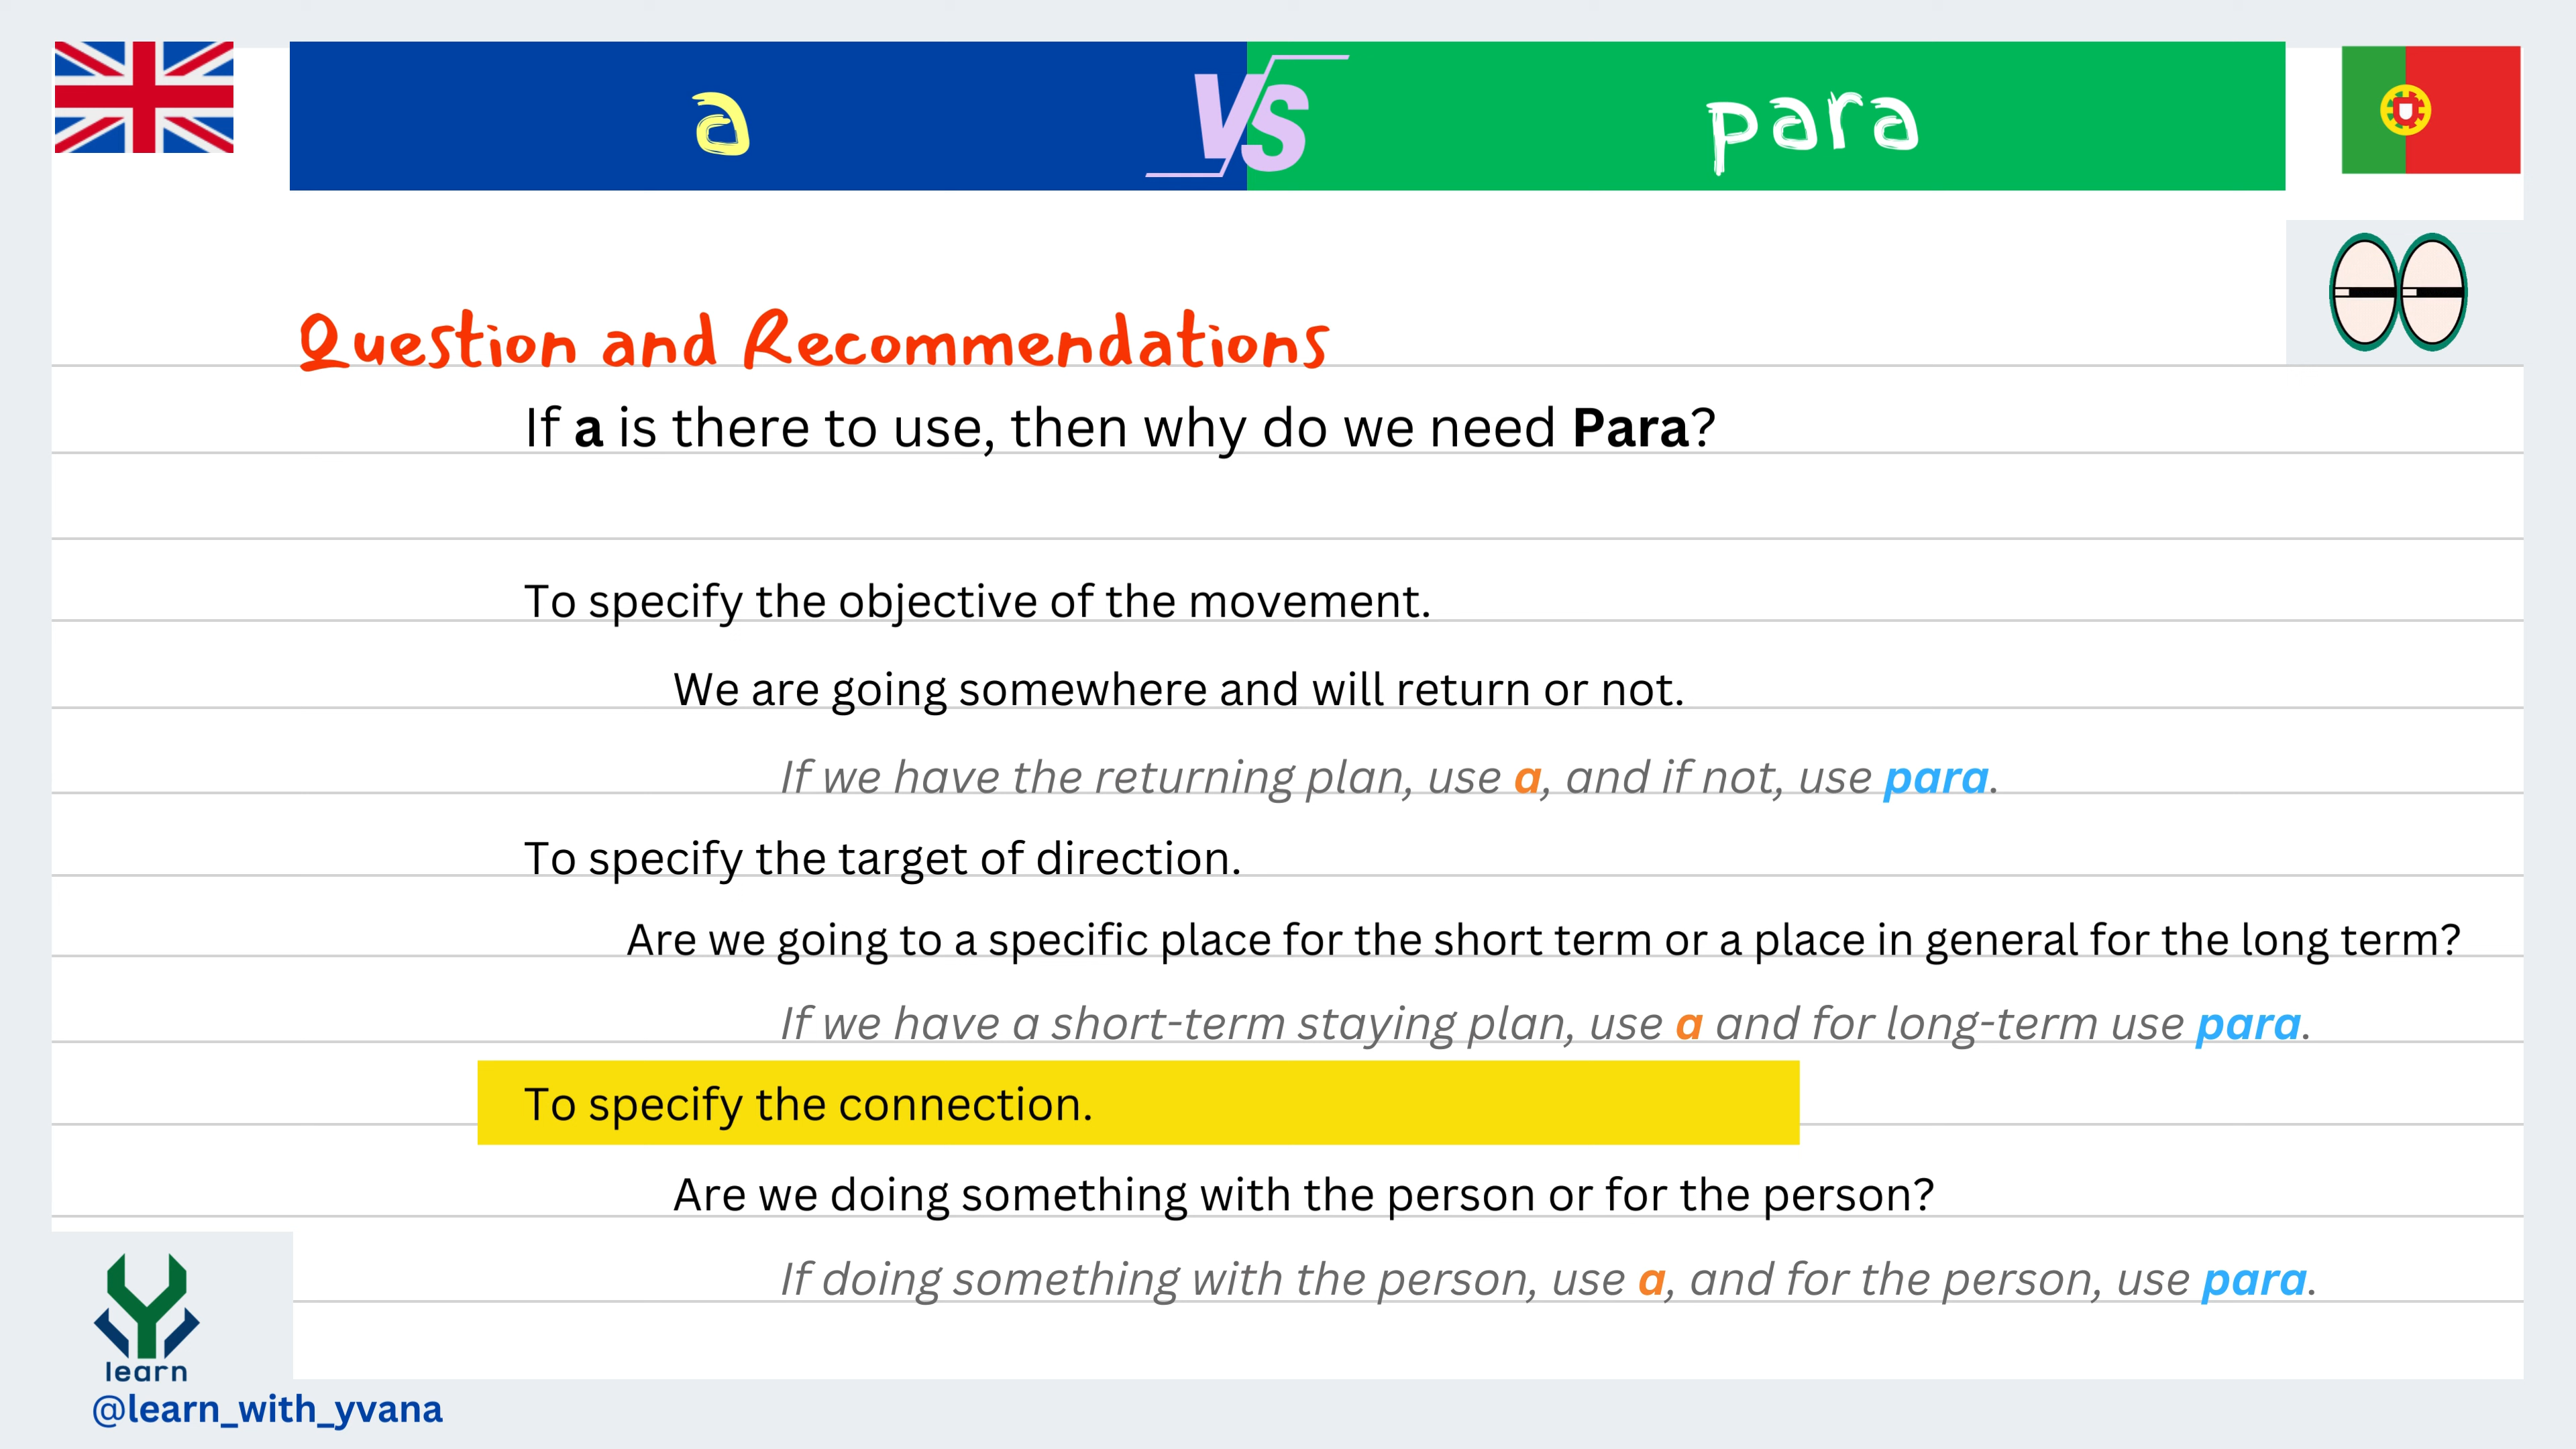 a VS para
Question and Recommendations
If a is there to use, then why do we need Para?
To specify the objective of the movement.
We are going somewhere and will return or not.
If we have the returning plan, use a, and if not, use para.
To specify the target of direction.
Are we going to a specific place for the short term or a place in general for the long term?
If we have a short-term staying plan, use a and for long-term use para.
To specify the connection.
Are we doing something with the person or for the person?
If doing something with the person, use a, and for the person, use para.
learn
@learn_with_yvana